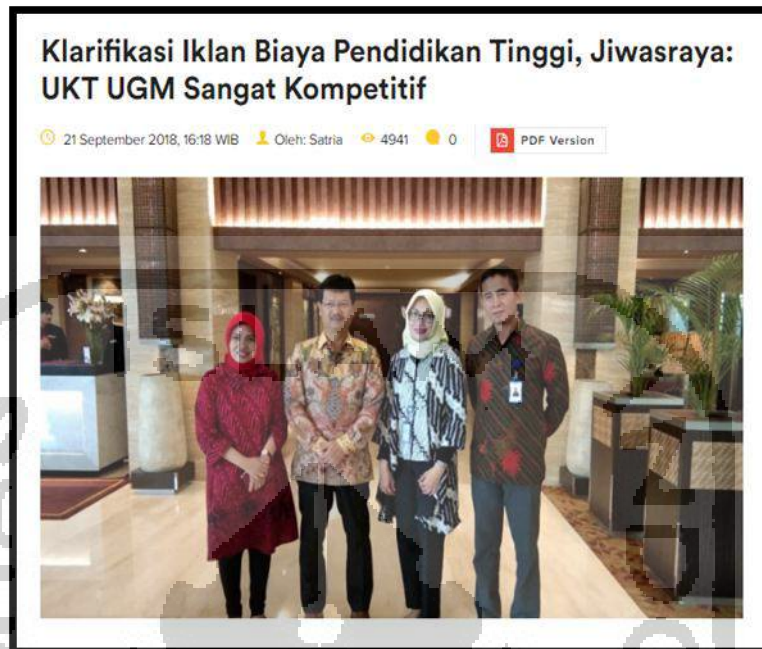 Klarifikasi Iklan Biaya Pendidikan Tinggi, Jiwasraya:
UKT UGM Sangat Kompetitif
21 September 2018, 16:18 WIB Oleh: Satria 4941 0 PDF Version